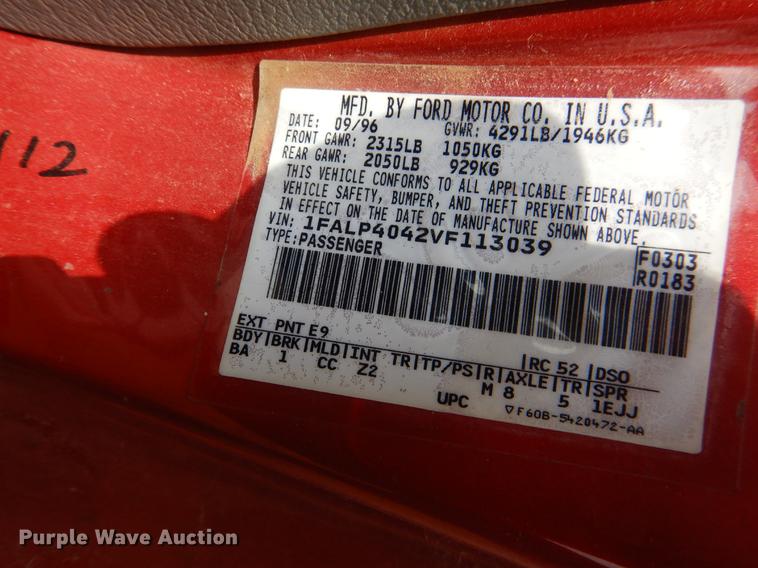 112
MFD. BY FORD MOTOR CO. IN U.S.A.
DATE: 09/96 GVWR: 4291LB/1946KG
FRONT GAWR: 2315LB 1050KG
REAR GAWR: 2050LB 929KG
THIS VEHICLE CONFORMS TO ALL APPLICABLE FEDERAL MOTOR
VEHICLE SAFETY, BUMPER, AND THEFT PREVENTION STANDARDS
IN EFFECT ON THE DATE OF MANUFACTURE SHOWN ABOVE.
VIN: 1FALP4042VF113039
TYPE: PASSENGER
F0303
R0183
EXT PNT E9 RC 52 DSO
BDY BRK MLD INT TR TP/PS R AXLE TR SPR
BA 1 CC Z2 M 8 5 1EJJ
UPC ▽F60B-5420472-AA
Purple Wave Auction